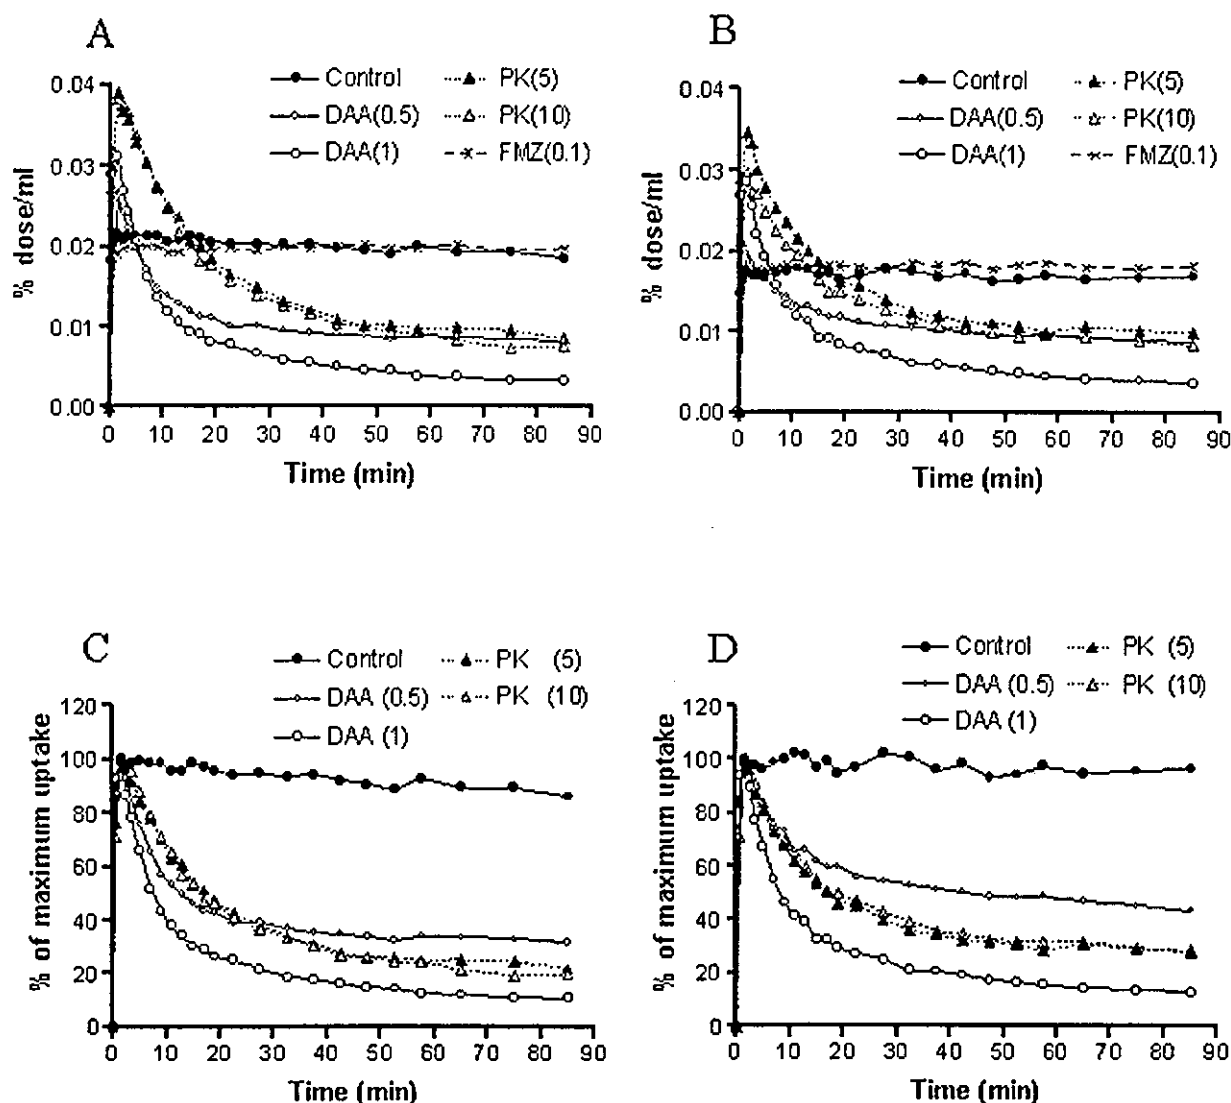 A
Control
PK(5)
DAA(0.5)
PK(10)
DAA(1)
FMZ(0.1)
% dose/ml
0.04
0.03
0.02
0.01
0.00
0 10 20 30 40 50 60 70 80 90
Time (min)
B
Control
PK(5)
DAA(0.5)
PK(10)
DAA(1)
FMZ(0.1)
% dose/ml
0.04
0.03
0.02
0.01
0.00
0 10 20 30 40 50 60 70 80 90
Time (min)
C
Control
PK (5)
DAA (0.5)
PK (10)
DAA (1)
% of maximum uptake
120
100
80
60
40
20
0
0 10 20 30 40 50 60 70 80 90
Time (min)
D
Control
PK (5)
DAA (0.5)
PK (10)
DAA (1)
% of maximum uptake
120
100
80
60
40
20
0
0 10 20 30 40 50 60 70 80 90
Time (min)